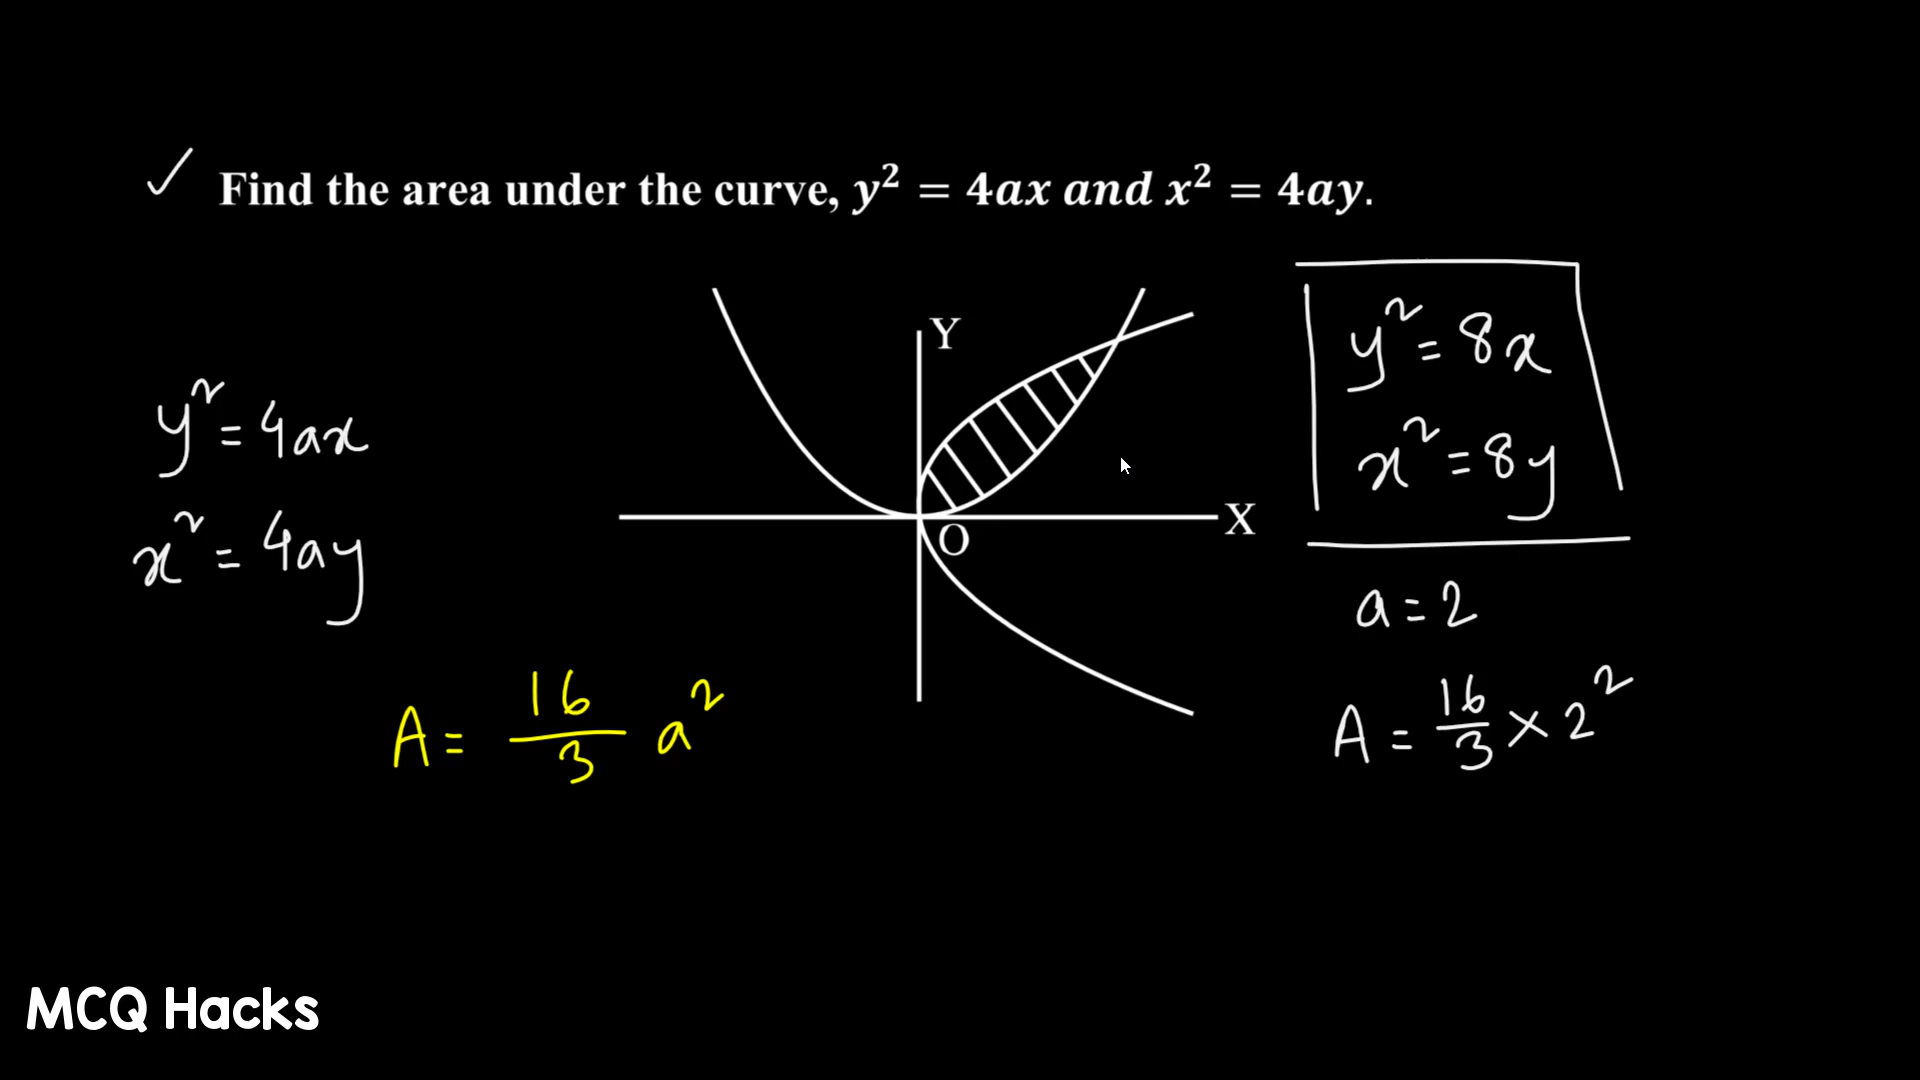 ✓ Find the area under the curve, y² = 4ax and x² = 4ay.
y² = 4ax
x² = 4ay
Y
X
O
y² = 8x
x² = 8y
a = 2
A = 16/3 a²
A = 16/3 × 2²
MCQ Hacks